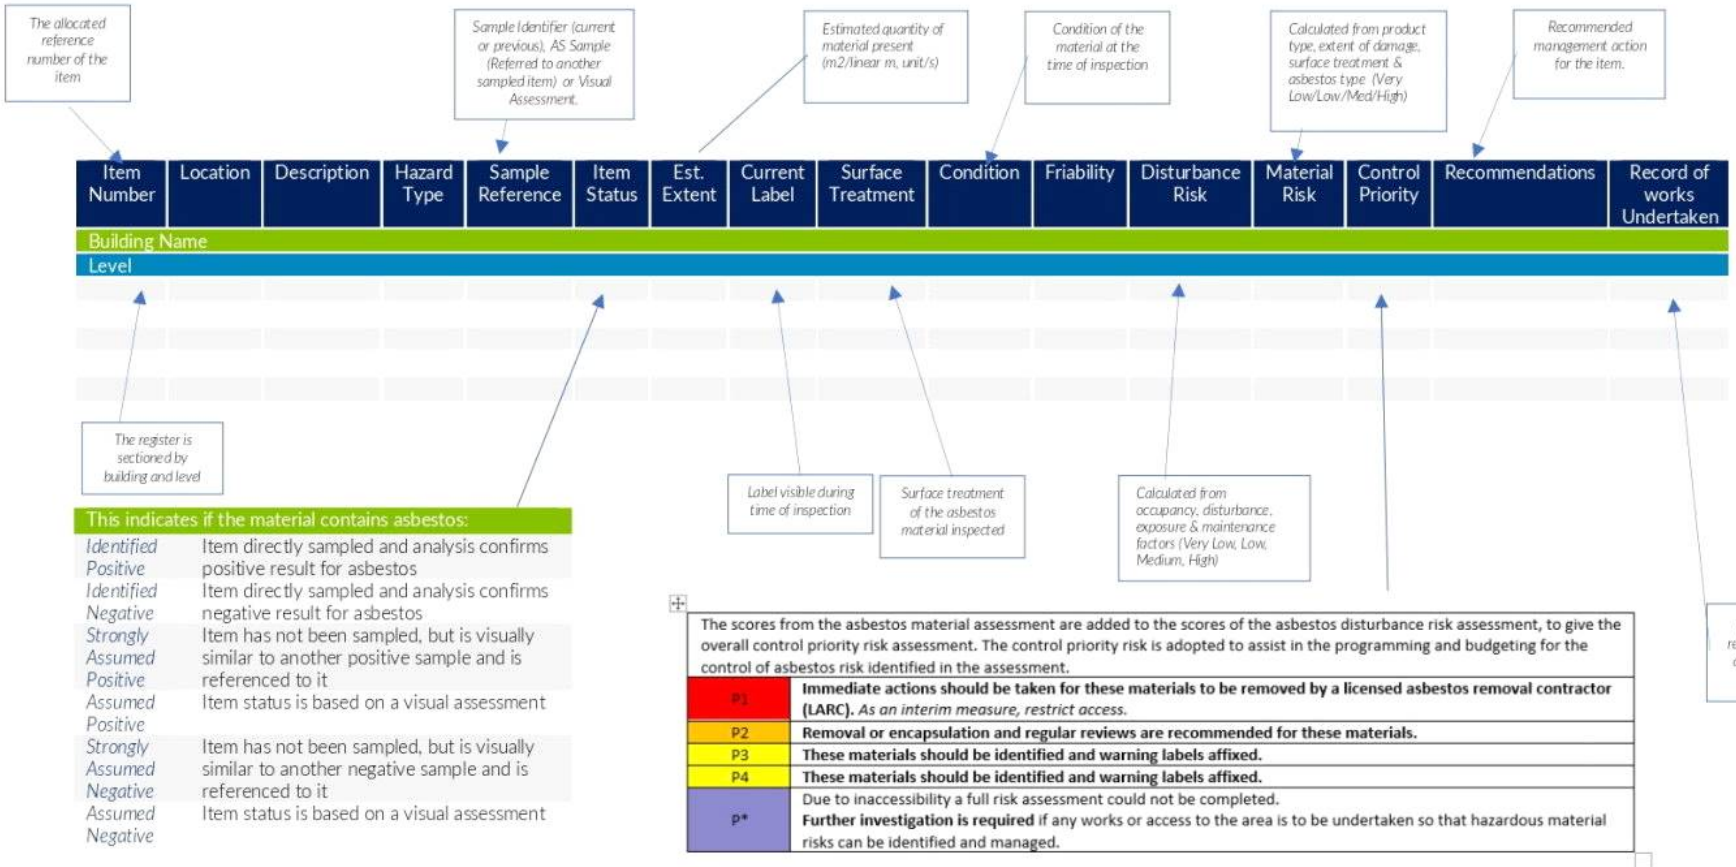 The allocated
reference
number of the
item
Sample Identifier (current
or previous), AS Sample
(Referred to another
sampled item) or Visual
Assessment.
Estimated quantity of
material present
(m2/linear m, unit/s)
Condition of the
material at the
time of inspection
Calculated from product
type, extent of damage,
surface treatment &
asbestos type (Very
Low/Low/Med/High)
Recommended
management action
for the item.
Item Number
Location
Description
Hazard Type
Sample Reference
Item Status
Est. Extent
Current Label
Surface Treatment
Condition
Friability
Disturbance Risk
Material Risk
Control Priority
Recommendations
Record of works Undertaken
Building Name
Level
The register is
sectioned by
building and level
Label visible during
time of inspection
Surface treatment
of the asbestos
material inspected
Calculated from
occupancy, disturbance,
exposure & maintenance
factors (Very Low, Low,
Medium, High)
This indicates if the material contains asbestos:
Identified Item directly sampled and analysis confirms
Positive positive result for asbestos
Identified Item directly sampled and analysis confirms
Negative negative result for asbestos
Strongly Item has not been sampled, but is visually
Assumed similar to another positive sample and is
Positive referenced to it
Assumed Item status is based on a visual assessment
Positive
Strongly Item has not been sampled, but is visually
Assumed similar to another negative sample and is
Negative referenced to it
Assumed Item status is based on a visual assessment
Negative
The scores from the asbestos material assessment are added to the scores of the asbestos disturbance risk assessment, to give the
overall control priority risk assessment. The control priority risk is adopted to assist in the programming and budgeting for the
control of asbestos risk identified in the assessment.
P1 Immediate actions should be taken for these materials to be removed by a licensed asbestos removal contractor
(LARC). As an interim measure, restrict access.
P2 Removal or encapsulation and regular reviews are recommended for these materials.
P3 These materials should be identified and warning labels affixed.
P4 These materials should be identified and warning labels affixed.
Due to inaccessibility a full risk assessment could not be completed.
P* Further investigation is required if any works or access to the area is to be undertaken so that hazardous material
risks can be identified and managed.